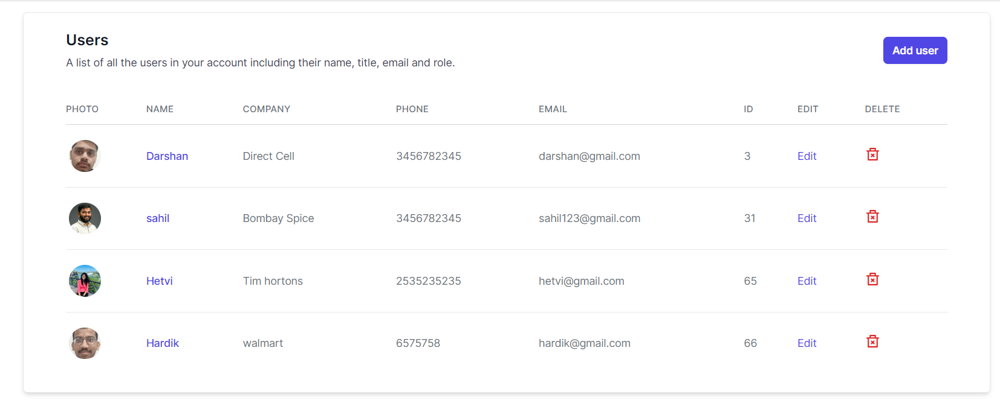 Users
A list of all the users in your account including their name, title, email and role.
Add user
PHOTO NAME COMPANY PHONE EMAIL ID EDIT DELETE
Darshan Direct Cell 3456782345 darshan@gmail.com 3 Edit
sahil Bombay Spice 3456782345 sahil123@gmail.com 31 Edit
Hetvi Tim hortons 2535235235 hetvi@gmail.com 65 Edit
Hardik walmart 6575758 hardik@gmail.com 66 Edit